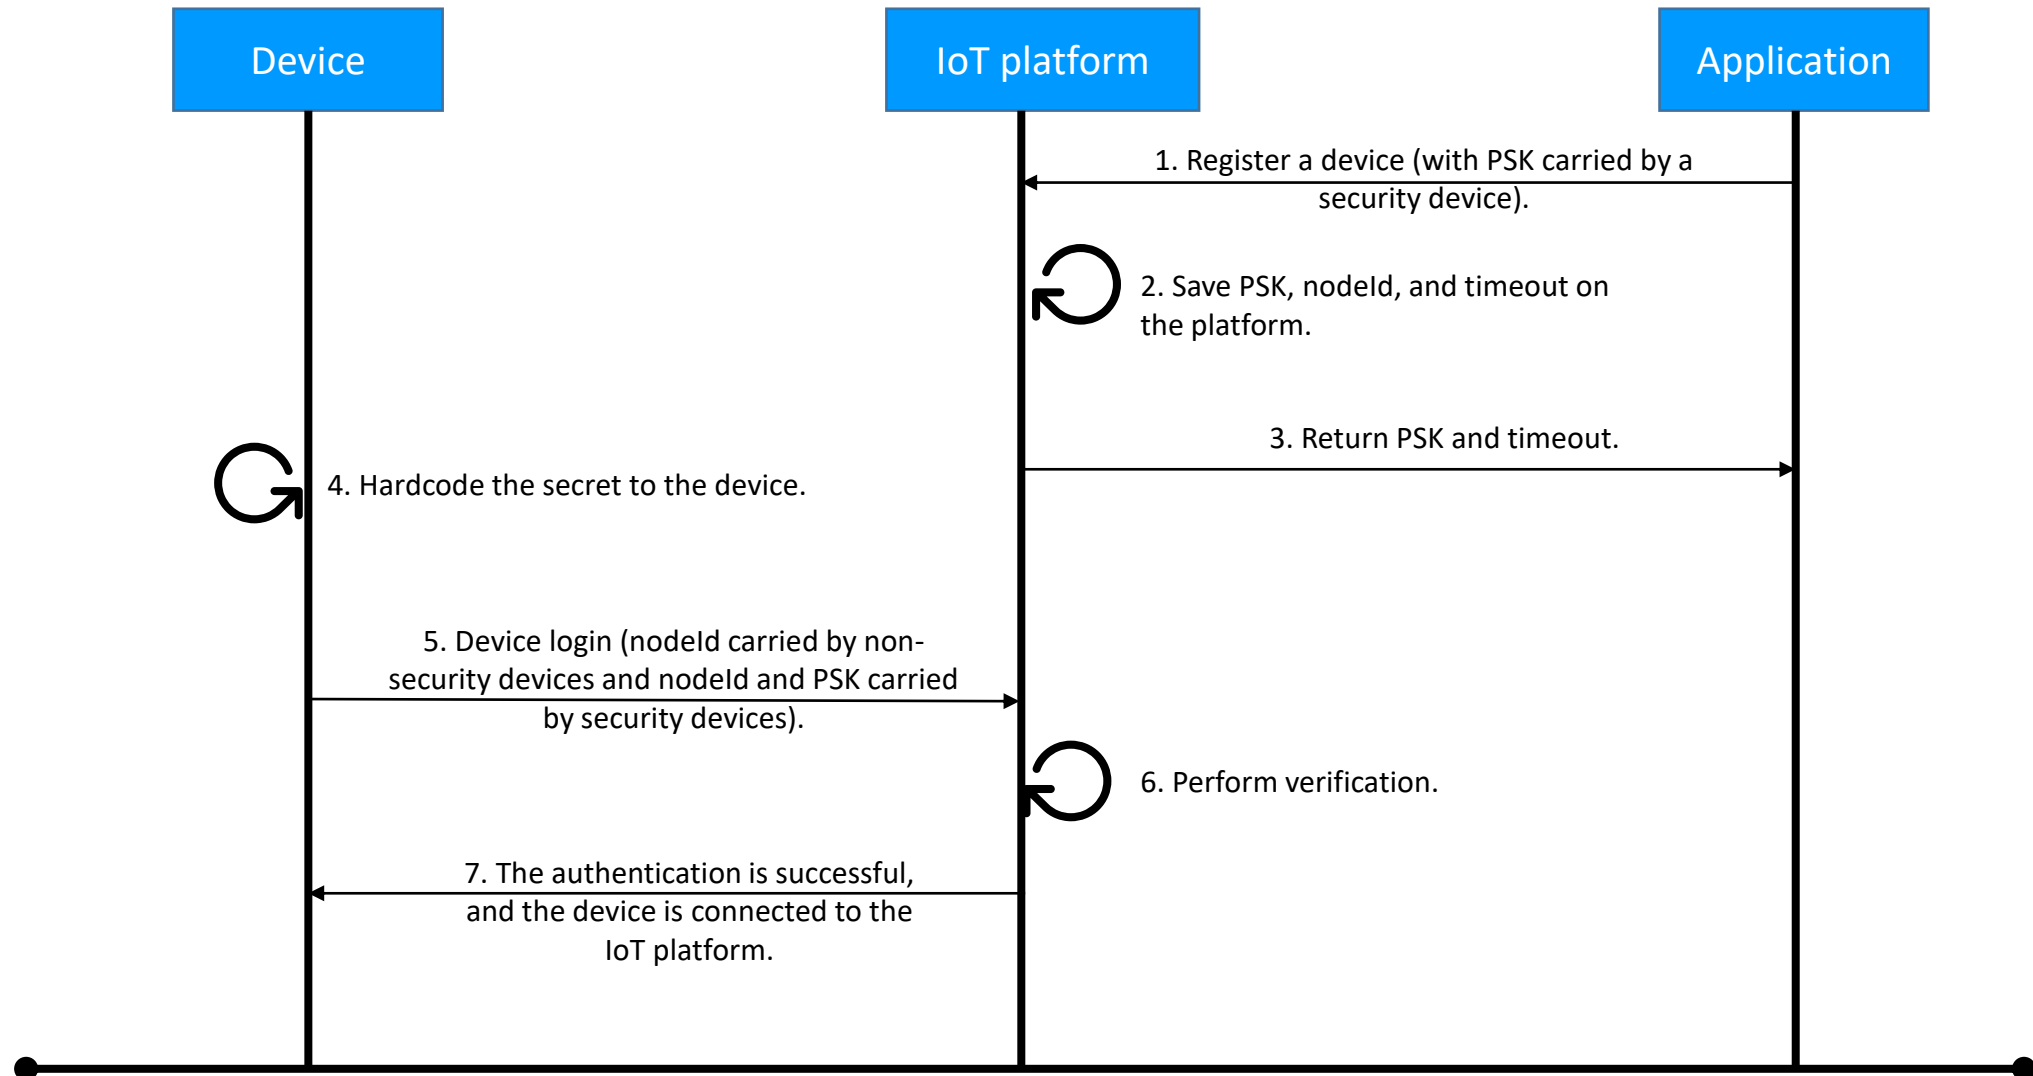 Device
IoT platform
Application
1. Register a device (with PSK carried by a
security device).
2. Save PSK, nodeId, and timeout on
the platform.
3. Return PSK and timeout.
4. Hardcode the secret to the device.
5. Device login (nodeId carried by non-
security devices and nodeId and PSK carried
by security devices).
6. Perform verification.
7. The authentication is successful,
and the device is connected to the
IoT platform.